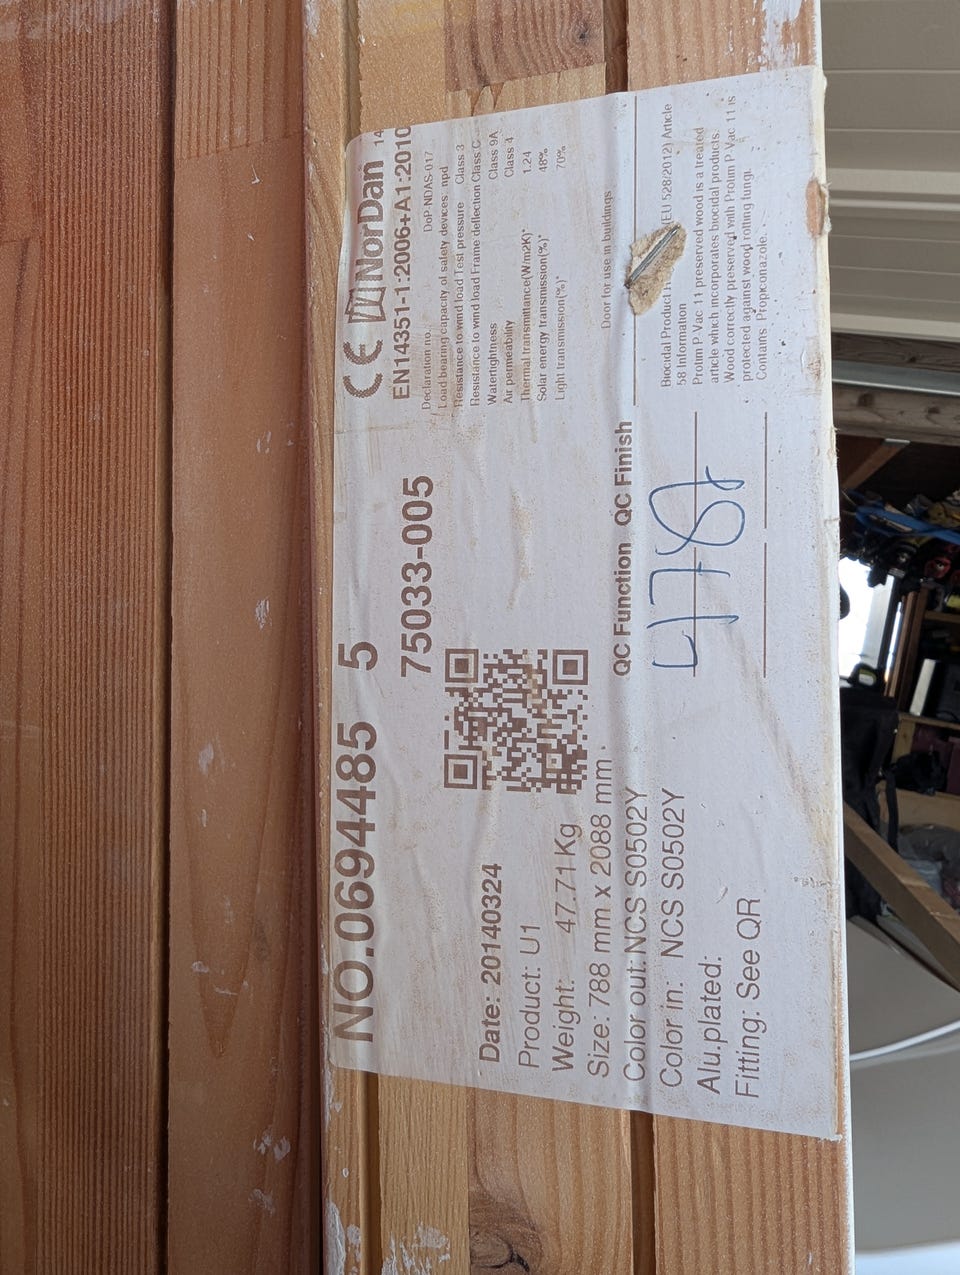 NO.0694485 5
75033-005
Date: 20140324
Product: U1
Weight: 47.71Kg
Size: 788 mm x 2088 mm
Color out: NCS S0502Y
Color in: NCS S0502Y
Alu.plated:
Fitting: See QR
QC Function QC Finish
CE NorDan 14
EN14351-1:2006+A1:2010
Declaration no.. DoP-NDAS-017
Load bearing capacity of safety devices npd
Resistance to wind load Test pressure Class 3
Resistance to wind load Frame deflection Class C
Watertightness Class 9A
Air permeability Class 4
Thermal transmittance(W/m2K)* 1.24
Solar energy transmission(%)* 48%
Light transmission(%)* 70%
Door for use in buildings
Biocidal Product (EU 528/2012) Article
58 Information
Protim P Vac 11 preserved wood is a treated
article which incorporates biocidal products.
Wood correctly preserved with Protim P Vac 11 is
protected against wood rotting fungi.
Contains: Propiconazole.